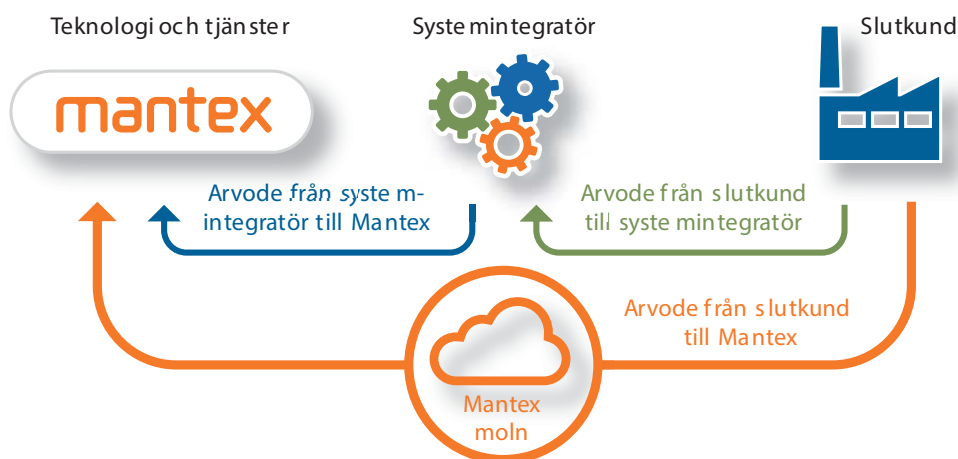 Teknologi och tjänster
Systemintegratör
Slutkund
mantex
Arvode från system-
integratör till Mantex
Arvode från slutkund
till systemintegratör
Arvode från slutkund
till Mantex
Mantex
moln